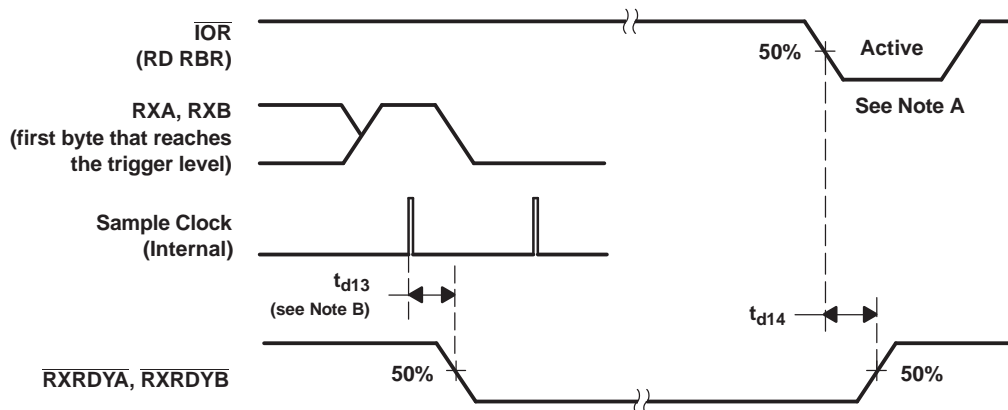 IOR
(RD RBR)
50%
Active
See Note A
RXA, RXB
(first byte that reaches
the trigger level)
Sample Clock
(Internal)
td13
(see Note B)
td14
RXRDYA, RXRDYB
50%
50%